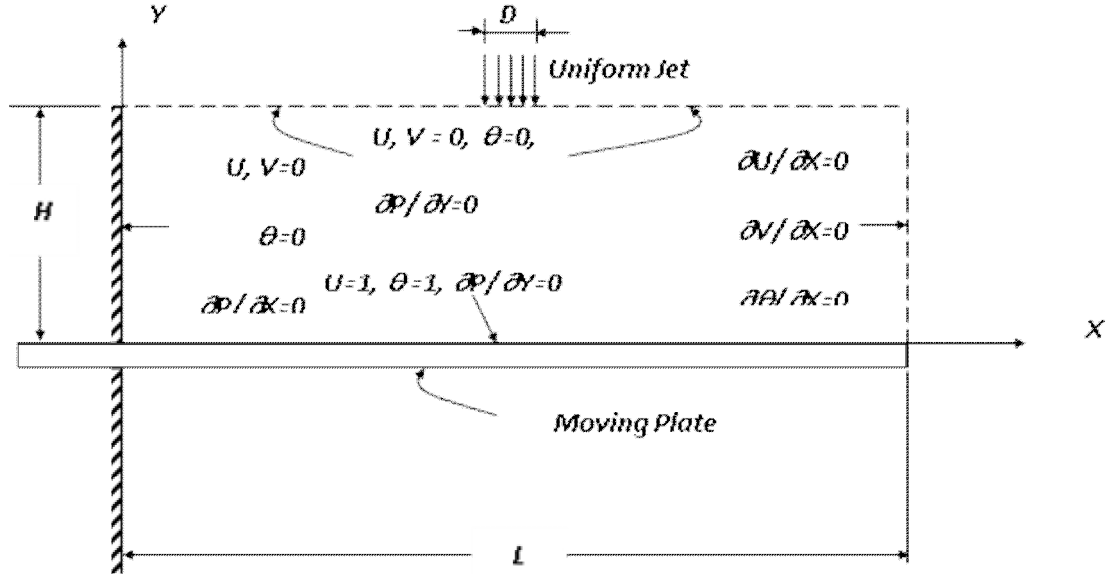 Y
D
Uniform Jet
U, V = 0, θ=0,
U, V=0
∂U/∂X=0
∂P/∂Y=0
H
θ=0
∂V/∂X=0
U=1, θ=1, ∂P/∂Y=0
∂P/∂X=0
∂θ/∂X=0
X
Moving Plate
L